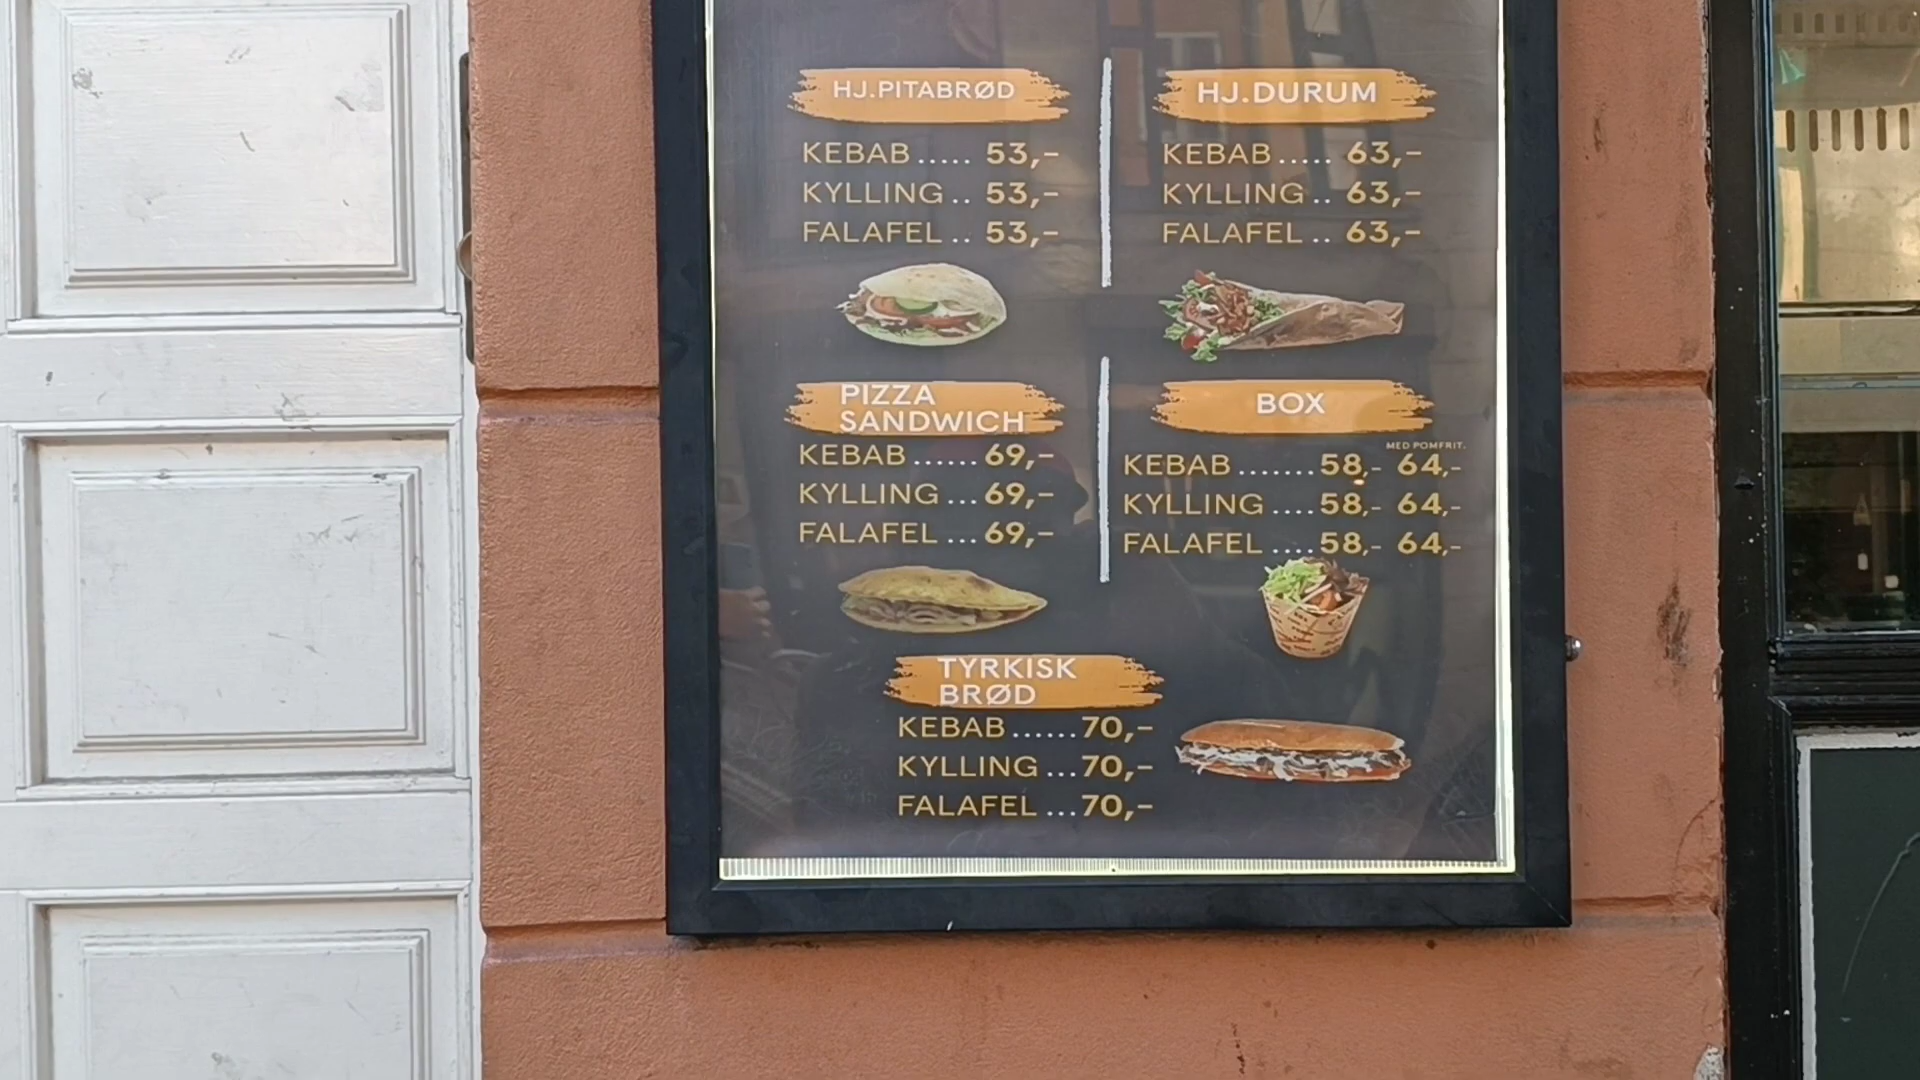 HJ.PITABRØD
KEBAB..... 53,-
KYLLING.. 53,-
FALAFEL.. 53,-
HJ.DURUM
KEBAB..... 63,-
KYLLING.. 63,-
FALAFEL.. 63,-
PIZZA
SANDWICH
KEBAB...... 69,-
KYLLING...69,-
FALAFEL...69,-
BOX
MED POMFRIT.
KEBAB.......58,- 64,-
KYLLING....58,- 64,-
FALAFEL....58,- 64,-
TYRKISK
BRØD
KEBAB......70,-
KYLLING...70,-
FALAFEL...70,-